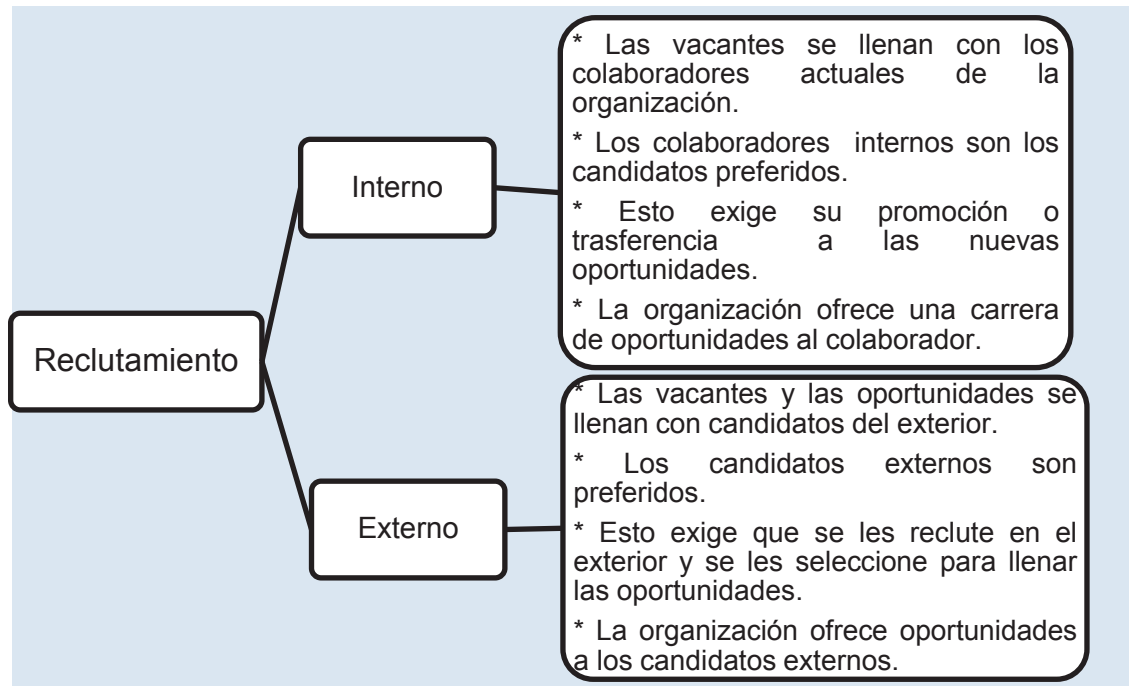 Reclutamiento
Interno
* Las vacantes se llenan con los
colaboradores actuales de la
organización.
* Los colaboradores internos son los
candidatos preferidos.
* Esto exige su promoción o
trasferencia a las nuevas
oportunidades.
* La organización ofrece una carrera
de oportunidades al colaborador.
Externo
* Las vacantes y las oportunidades se
llenan con candidatos del exterior.
* Los candidatos externos son
preferidos.
* Esto exige que se les reclute en el
exterior y se les seleccione para llenar
las oportunidades.
* La organización ofrece oportunidades
a los candidatos externos.